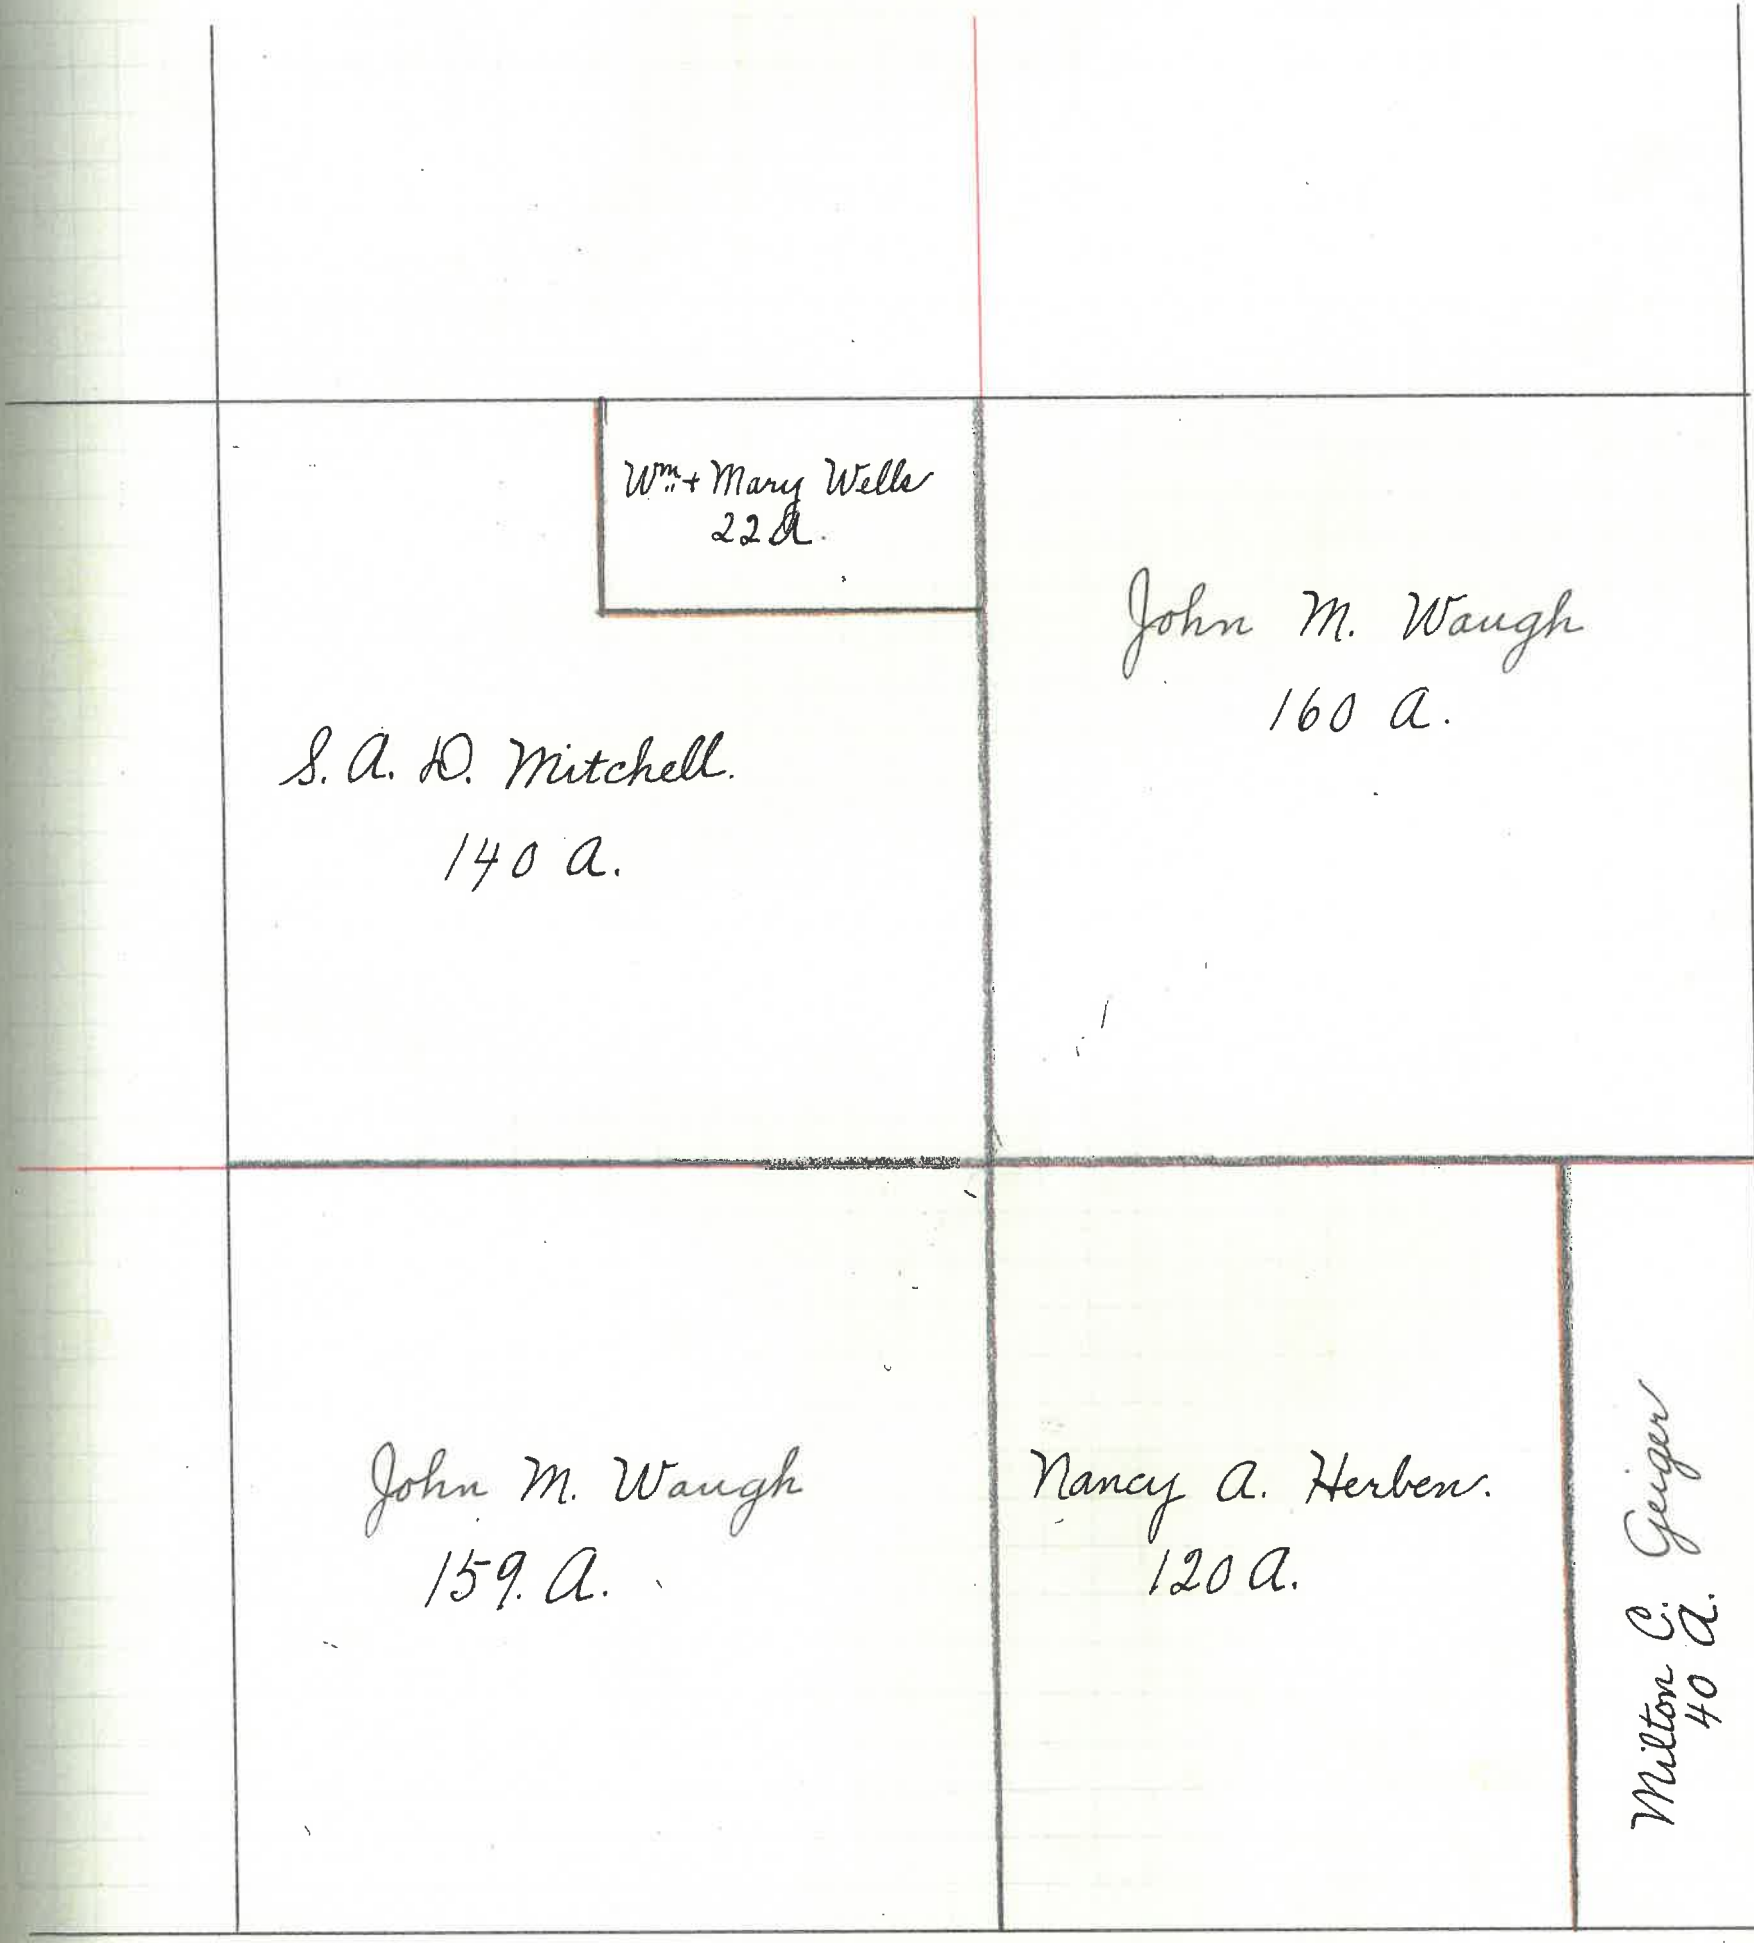 Wm + Mary Wells
22 A.
John M. Waugh
160 A.
S. A. D. Mitchell.
140 A.
John M. Waugh
159. A.
Nancy A. Herben.
120 A.
Milton C. Geiger
40 A.